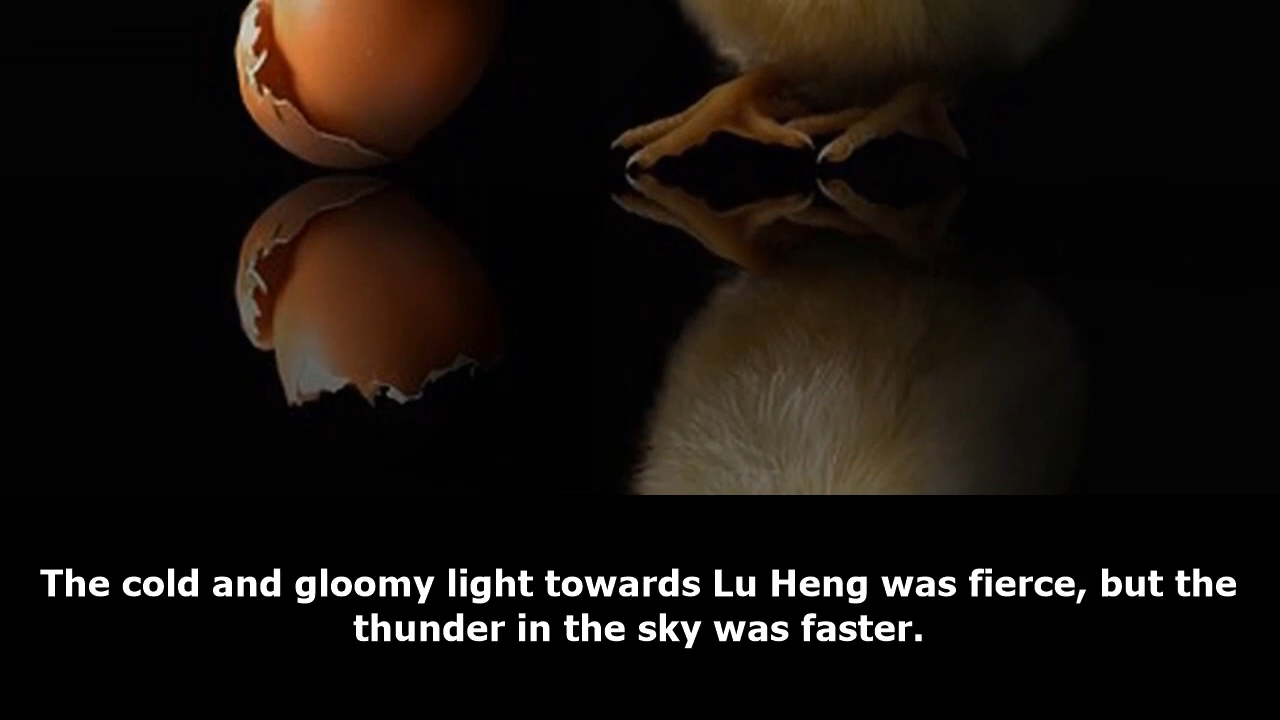 The cold and gloomy light towards Lu Heng was fierce, but the
thunder in the sky was faster.